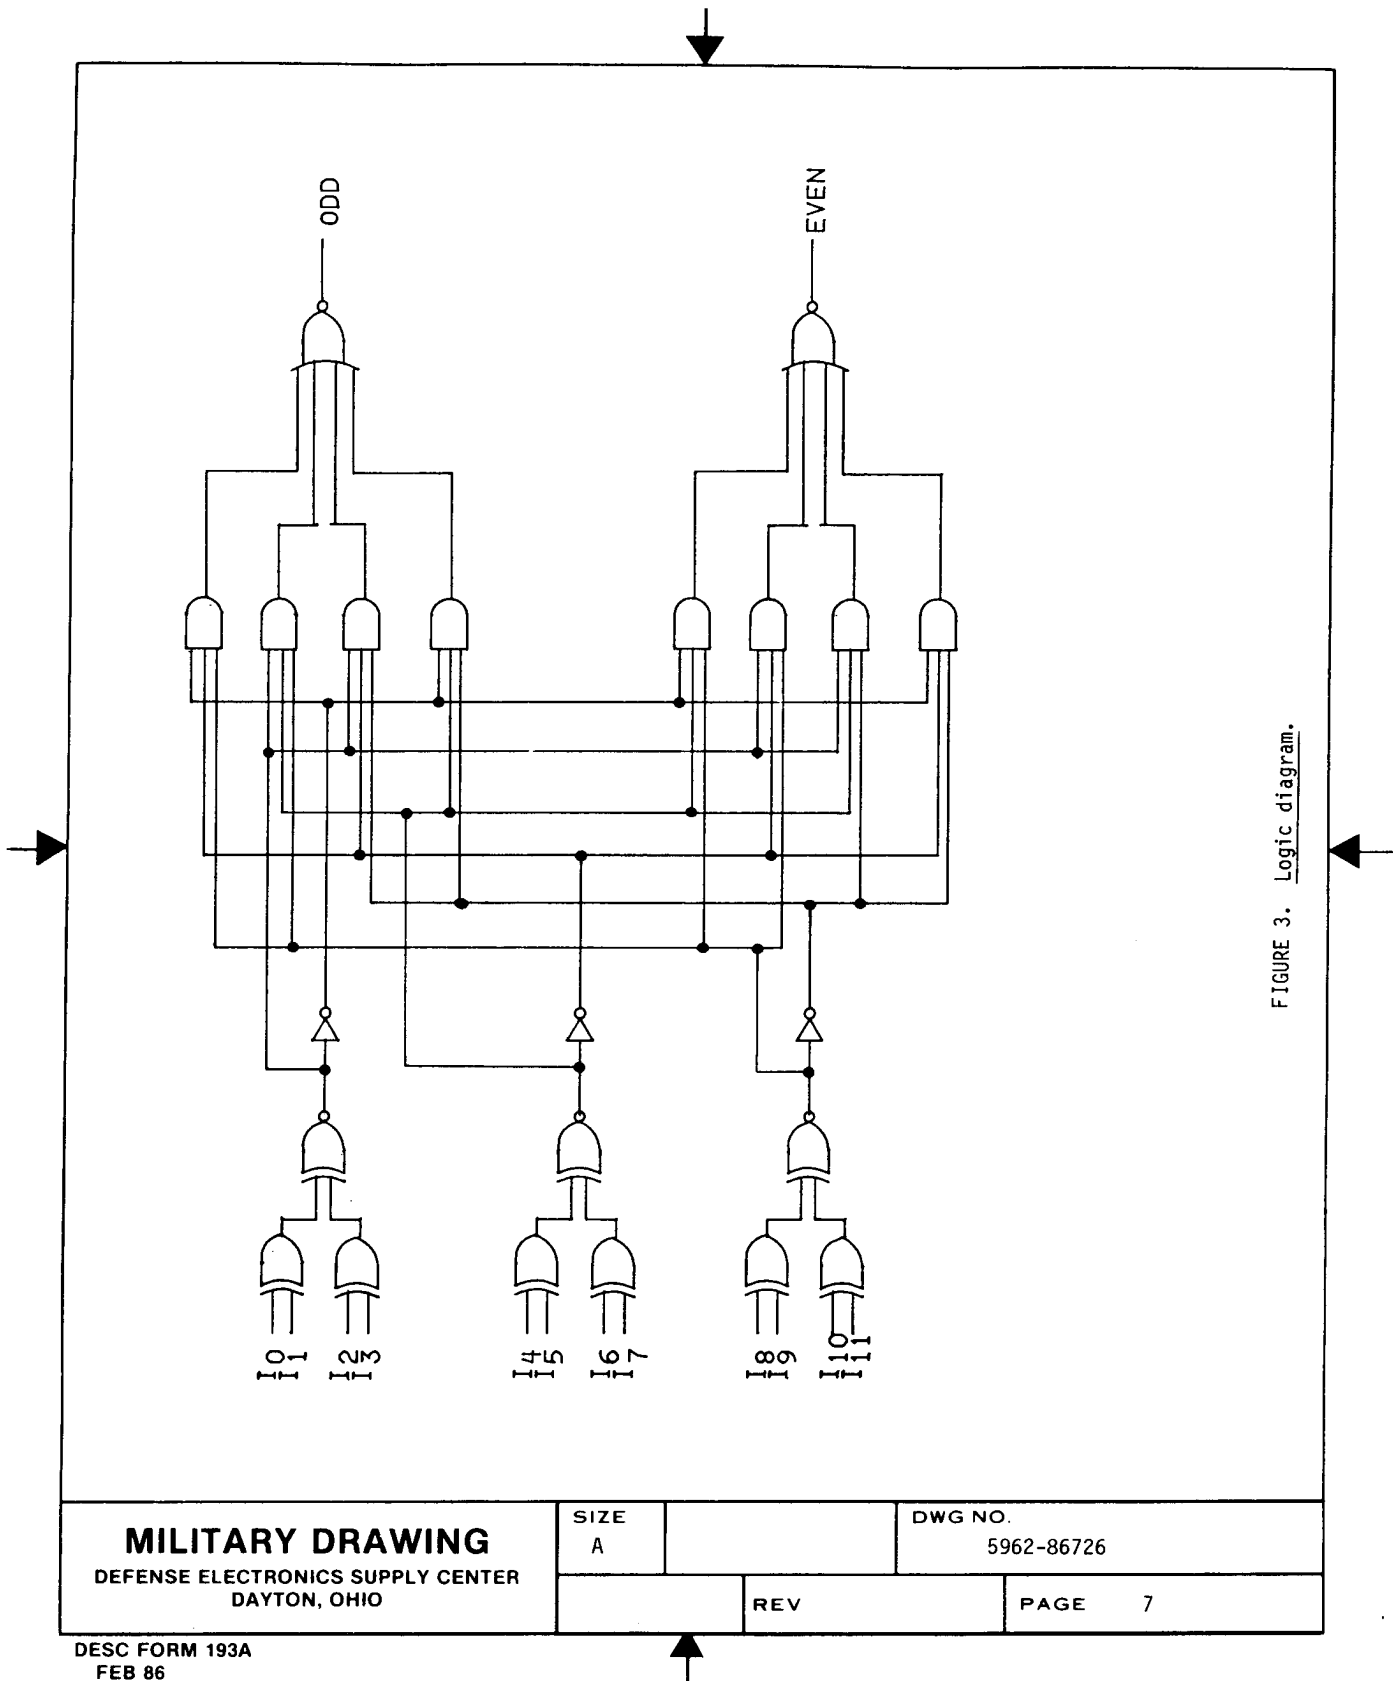 ODD
EVEN
I0
I1
I2
I3
I4
I5
I6
I7
I8
I9
I10
I11
FIGURE 3. Logic diagram.
MILITARY DRAWING
DEFENSE ELECTRONICS SUPPLY CENTER
DAYTON, OHIO
SIZE
A
DWG NO.
5962-86726
REV
PAGE 7
DESC FORM 193A
FEB 86